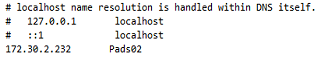 # localhost name resolution is handled within DNS itself.
#   127.0.0.1       localhost
#   ::1             localhost
172.30.2.232       Pads02